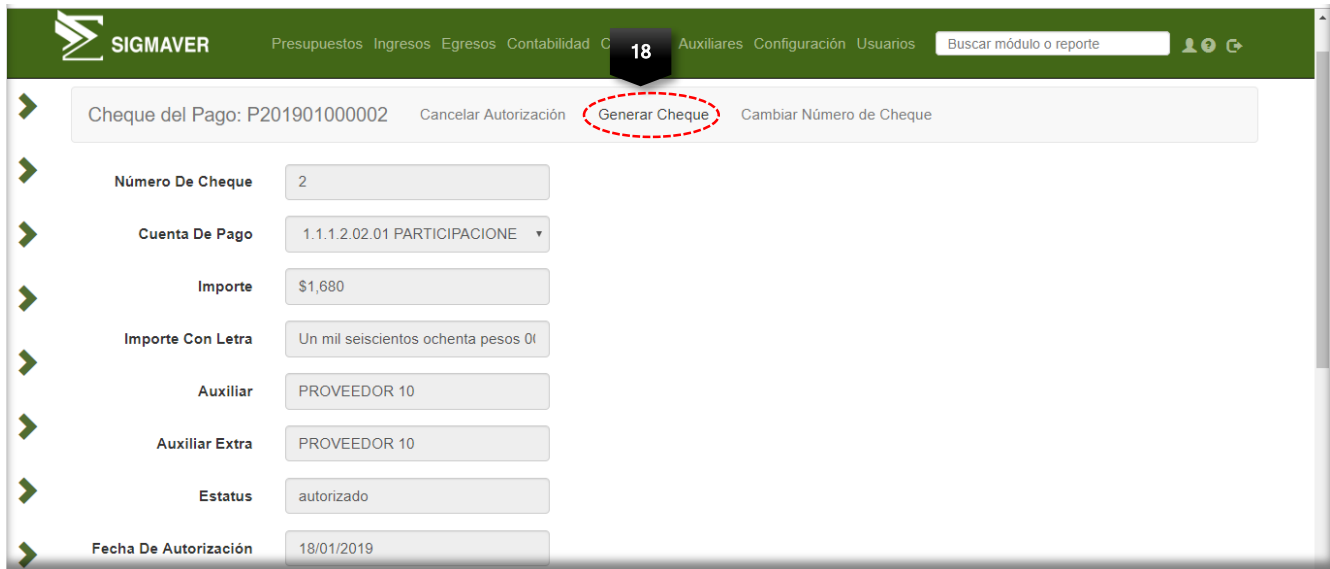 SIGMAVER Presupuestos Ingresos Egresos Contabilidad Auxiliares Configuración Usuarios Buscar módulo o reporte
18
Cheque del Pago: P201901000002 Cancelar Autorización Generar Cheque Cambiar Número de Cheque
Número De Cheque 2
Cuenta De Pago 1.1.1.2.02.01 PARTICIPACIONE
Importe $1,680
Importe Con Letra Un mil seiscientos ochenta pesos
Auxiliar PROVEEDOR 10
Auxiliar Extra PROVEEDOR 10
Estatus autorizado
Fecha De Autorización 18/01/2019